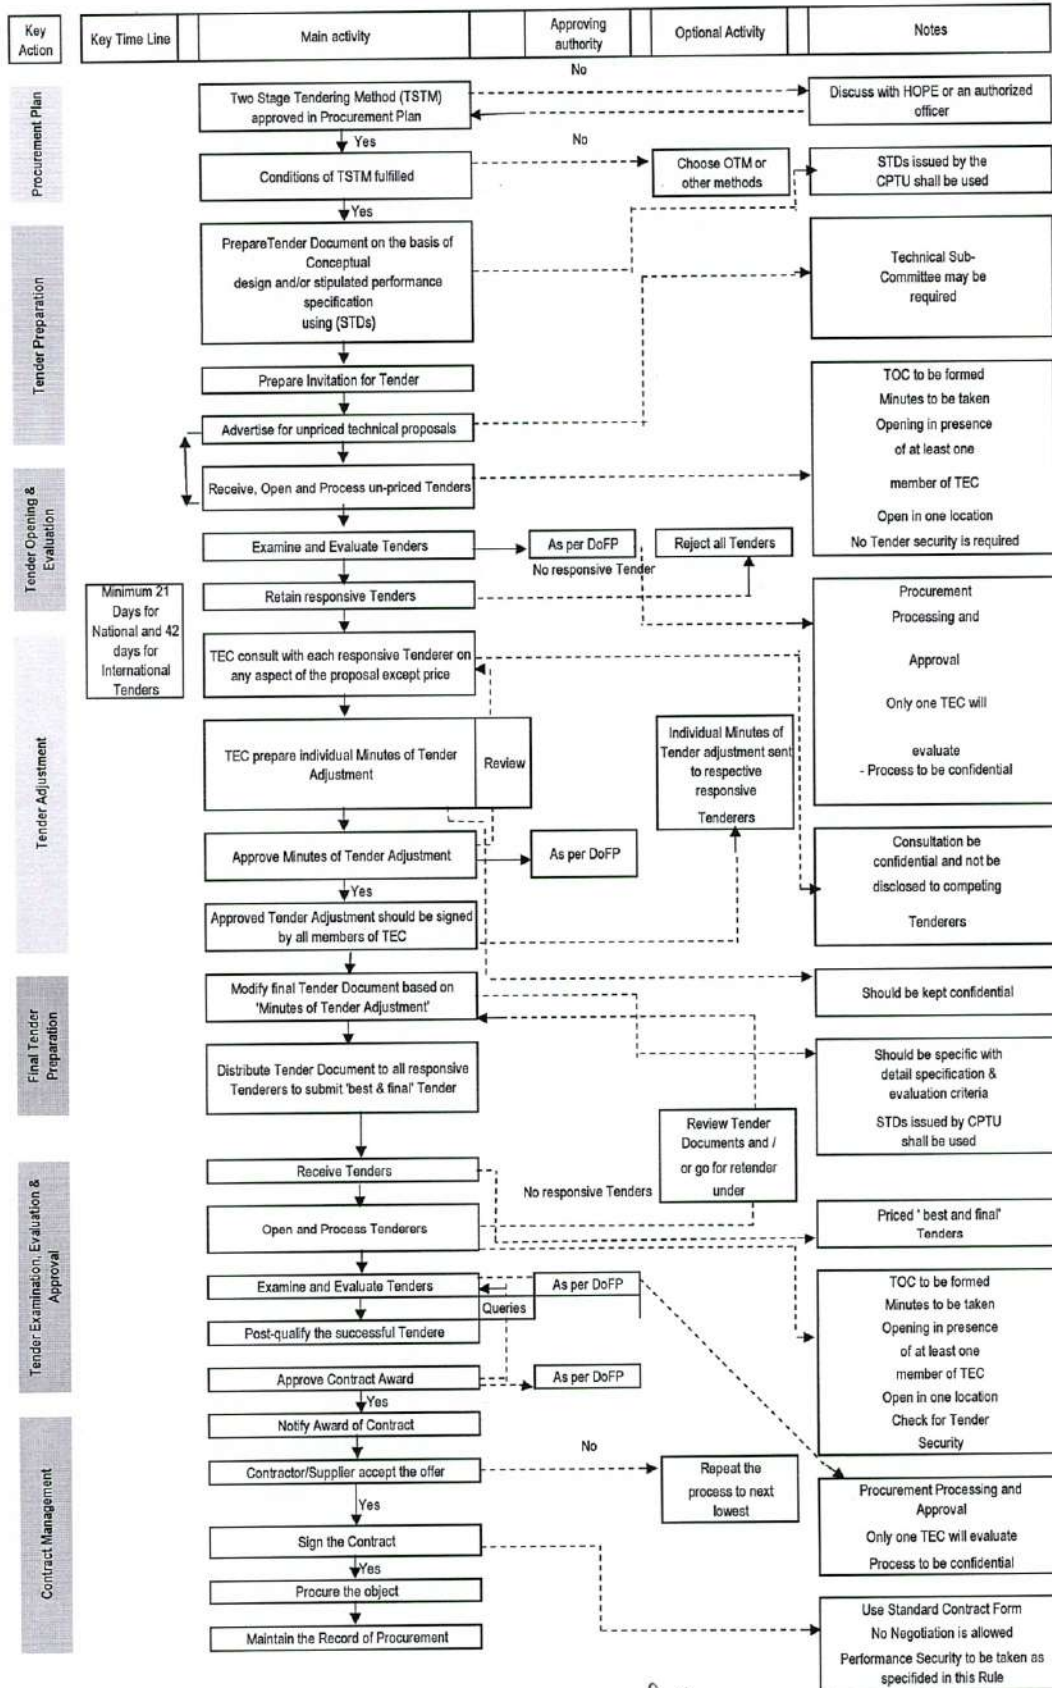 Key
Action
Key Time Line
Main activity
Approving
authority
Optional Activity
Notes
Procurement Plan
Two Stage Tendering Method (TSTM)
approved in Procurement Plan
No
Discuss with HOPE or an authorized
officer
Yes
Conditions of TSTM fulfilled
No
Choose OTM or
other methods
STDs issued by the
CPTU shall be used
Yes
Tender Preparation
PrepareTender Document on the basis of
Conceptual
design and/or stipulated performance
specification
using (STDs)
Technical Sub-
Committee may be
required
Prepare Invitation for Tender
Advertise for unpriced technical proposals
TOC to be formed
Minutes to be taken
Opening in presence
of at least one
member of TEC
Open in one location
No Tender security is required
Tender Opening &
Evaluation
Receive, Open and Process un-priced Tenders
Examine and Evaluate Tenders
As per DoFP
No responsive Tender
Reject all Tenders
Retain responsive Tenders
Minimum 21
Days for
National and 42
days for
International
Tenders
Procurement
Processing and
Approval
Only one TEC will
evaluate
- Process to be confidential
Tender Adjustment
TEC consult with each responsive Tenderer on
any aspect of the proposal except price
TEC prepare individual Minutes of Tender
Adjustment
Review
Individual Minutes of
Tender adjustment sent
to respective
responsive
Tenderers
Approve Minutes of Tender Adjustment
As per DoFP
Consultation be
confidential and not be
disclosed to competing
Tenderers
Yes
Approved Tender Adjustment should be signed
by all members of TEC
Final Tender
Preparation
Modify final Tender Document based on
'Minutes of Tender Adjustment'
Should be kept confidential
Distribute Tender Document to all responsive
Tenderers to submit 'best & final' Tender
Should be specific with
detail specification &
evaluation criteria
STDs issued by CPTU
shall be used
Review Tender
Documents and /
or go for retender
under
Tender Examination, Evaluation &
Approval
Receive Tenders
No responsive Tenders
Open and Process Tenderers
Priced ' best and final'
Tenders
Examine and Evaluate Tenders
As per DoFP
Queries
Post-qualify the successful Tendere
TOC to be formed
Minutes to be taken
Opening in presence
of at least one
member of TEC
Open in one location
Check for Tender
Security
Approve Contract Award
As per DoFP
Yes
Contract Management
Notify Award of Contract
Contractor/Supplier accept the offer
No
Repeat the
process to next
lowest
Yes
Procurement Processing and
Approval
Only one TEC will evaluate
Process to be confidential
Sign the Contract
Yes
Procure the object
Maintain the Record of Procurement
Use Standard Contract Form
No Negotiation is allowed
Performance Security to be taken as
specifided in this Rule